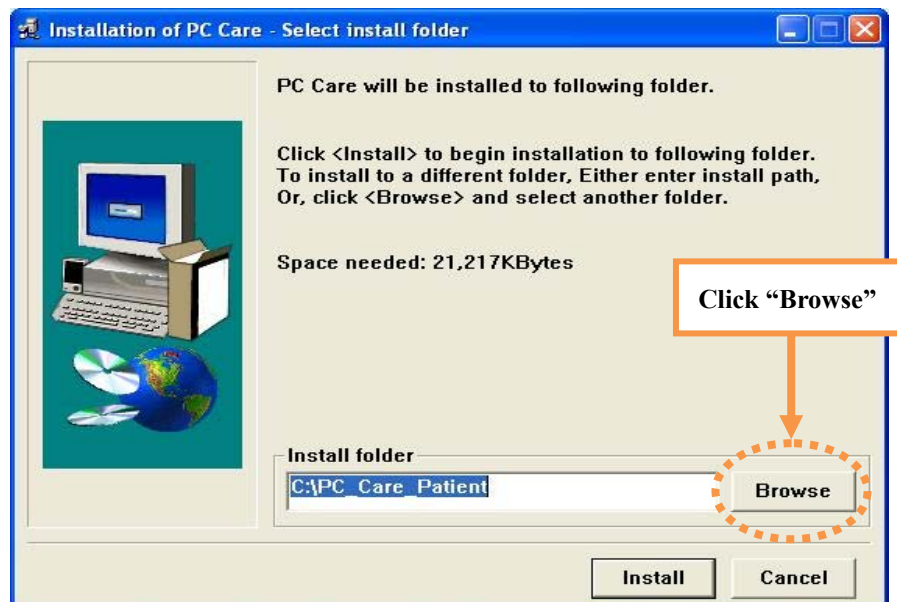 Installation of PC Care - Select install folder
PC Care will be installed to following folder.
Click <Install> to begin installation to following folder.
To install to a different folder, Either enter install path,
Or, click <Browse> and select another folder.
Space needed: 21,217KBytes
Click “Browse”
Install folder
C:\PC_Care_Patient
Browse
Install
Cancel